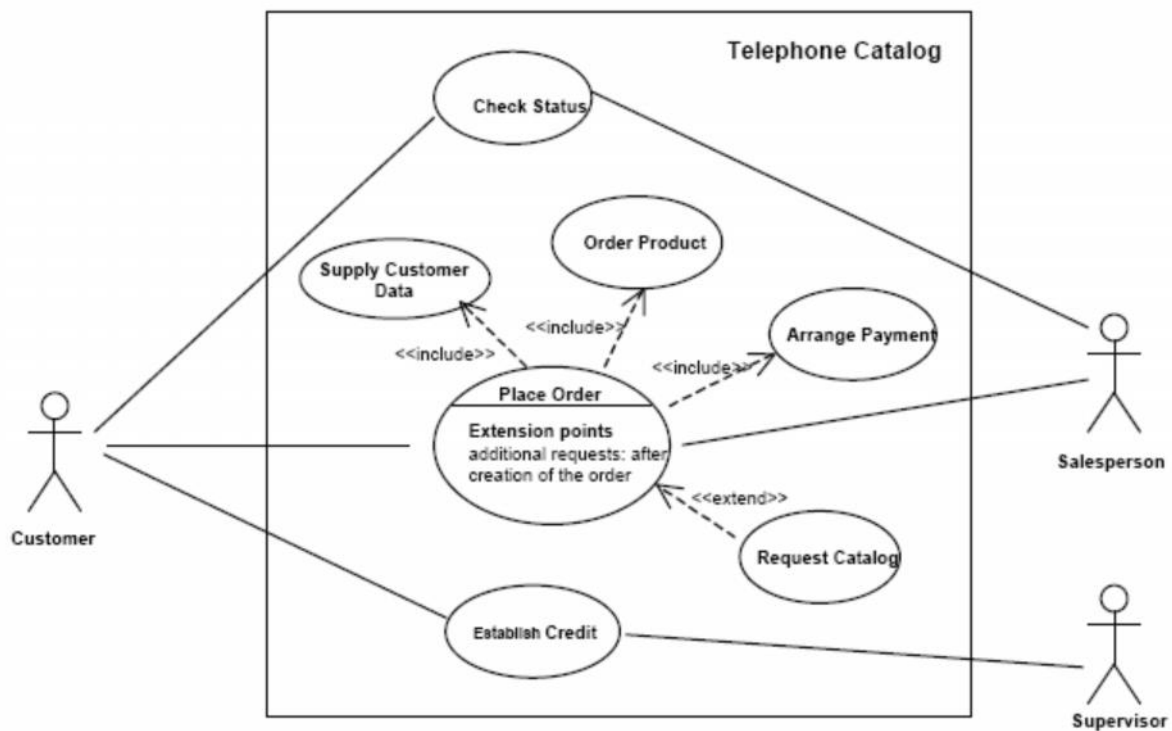 Telephone Catalog
Check Status
Order Product
Supply Customer
Data
Arrange Payment
<<include>>
<<include>>
<<include>>
Place Order
Extension points
additional requests: after
creation of the order
<<extend>>
Request Catalog
Establish Credit
Customer
Salesperson
Supervisor